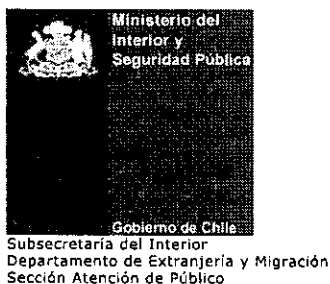 Ministerio del
Interior y
Seguridad Pública
Gobierno de Chile
Subsecretaría del Interior
Departamento de Extranjería y Migración
Sección Atención de Público